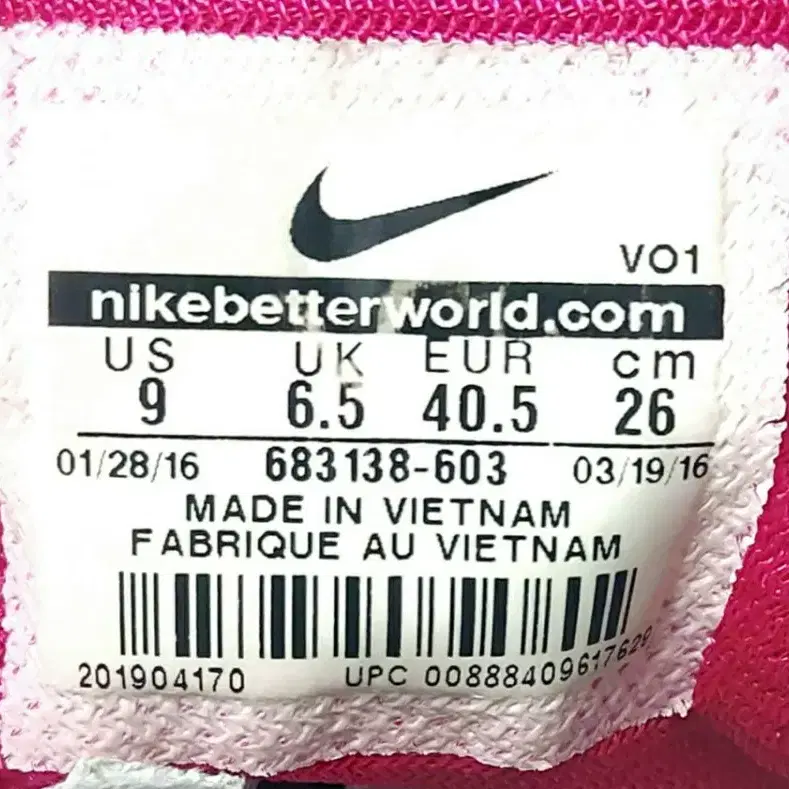 VO1
nikebetterworld.com
US UK EUR cm
9 6.5 40.5 26
01/28/16 683138-603 03/19/16
MADE IN VIETNAM
FABRIQUE AU VIETNAM
201904170 UPC 00888409617629